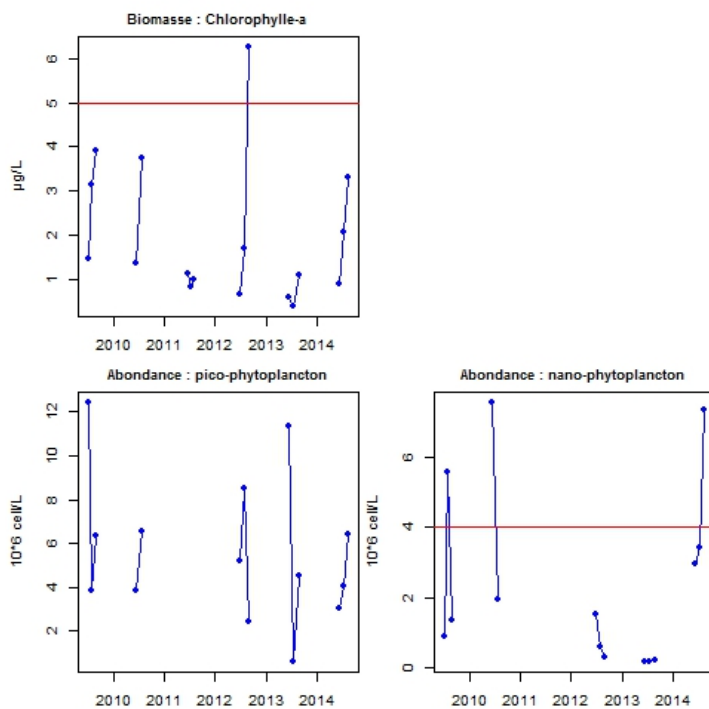 Biomasse : Chlorophylle-a
6
5
4
3
2
1
µg/L
2010 2011 2012 2013 2014
Abondance : pico-phytoplancton
12
10
8
6
4
2
10*6 cell/L
2010 2011 2012 2013 2014
Abondance : nano-phytoplancton
6
4
2
0
10*6 cell/L
2010 2011 2012 2013 2014